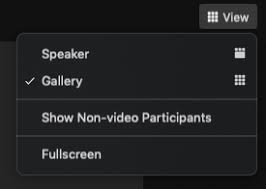 View
Speaker
Gallery
Show Non-video Participants
Fullscreen